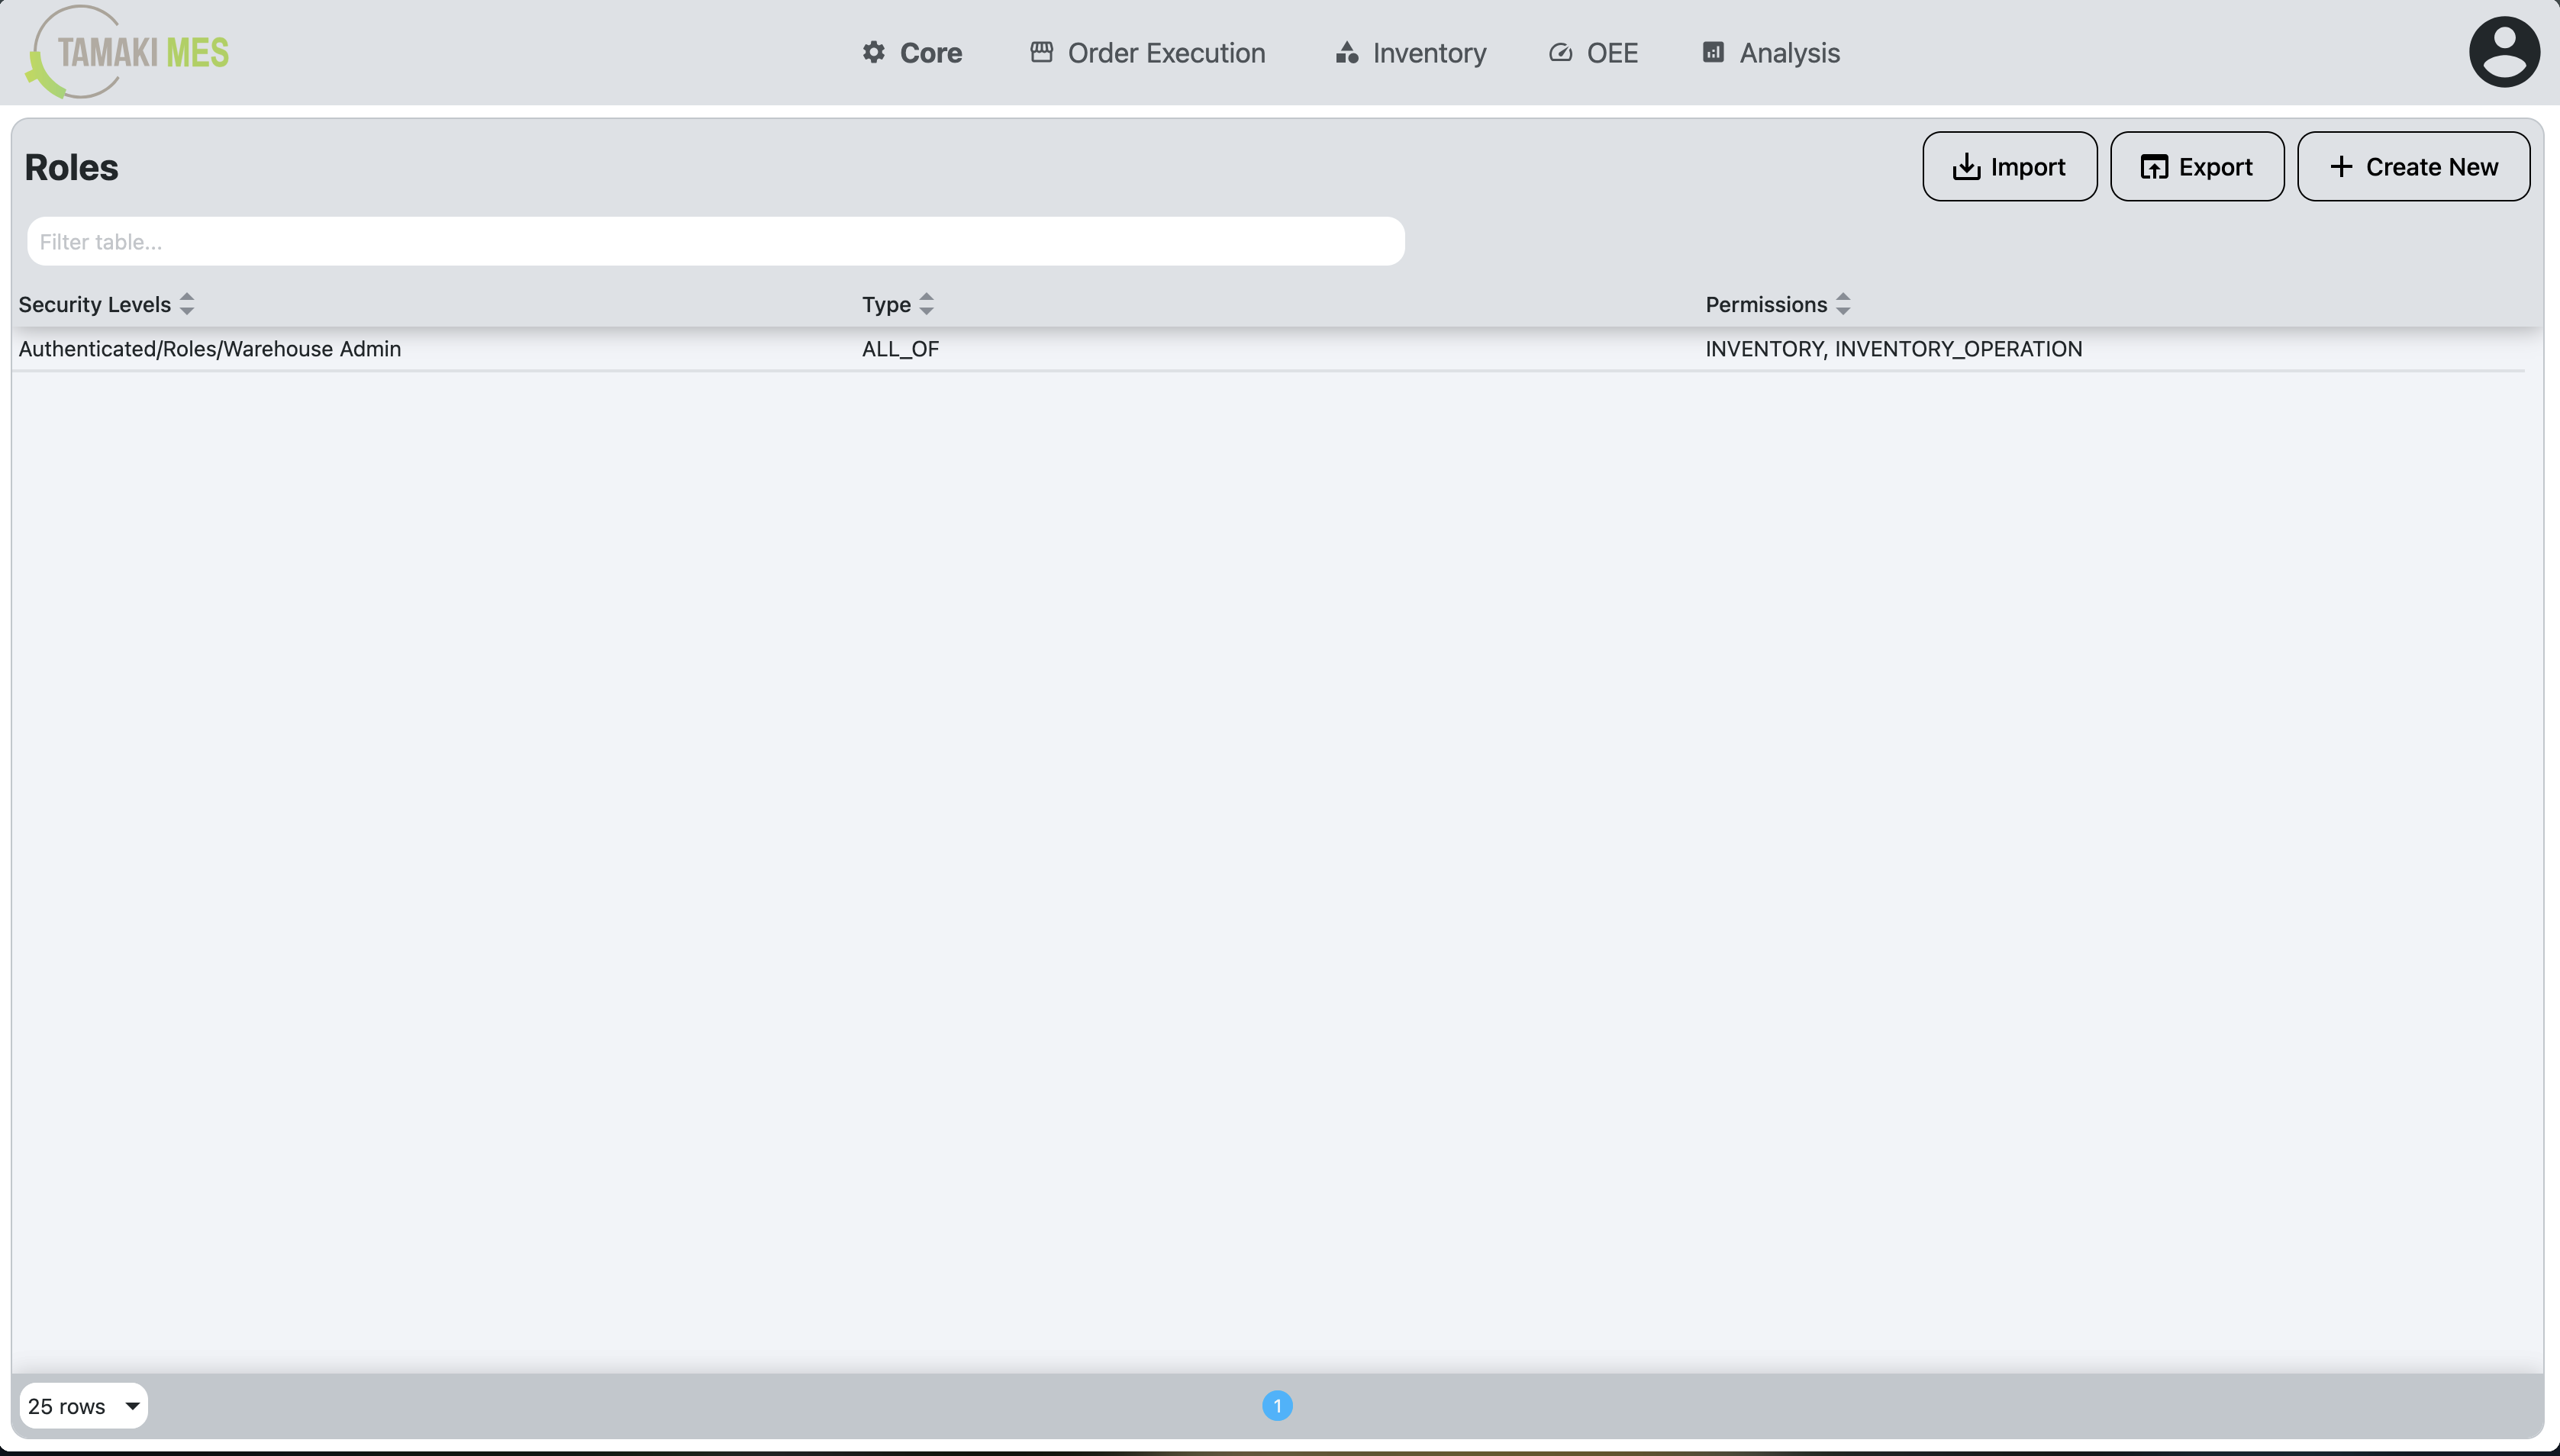 TAMAKI MES
Core Order Execution Inventory OEE Analysis
Roles
Import Export Create New
Filter table...
Security Levels Type Permissions
Authenticated/Roles/Warehouse Admin ALL_OF INVENTORY, INVENTORY_OPERATION
25 rows 1